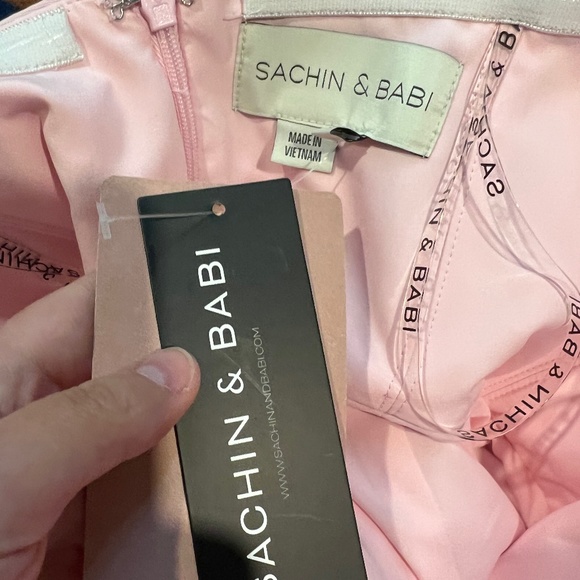 SACHIN & BABI
MADE IN
VIETNAM
SACHIN & BABI
WWW.SACHINANDBABI.COM
B & A
SACHIN & BABI
SACHIN & BABI